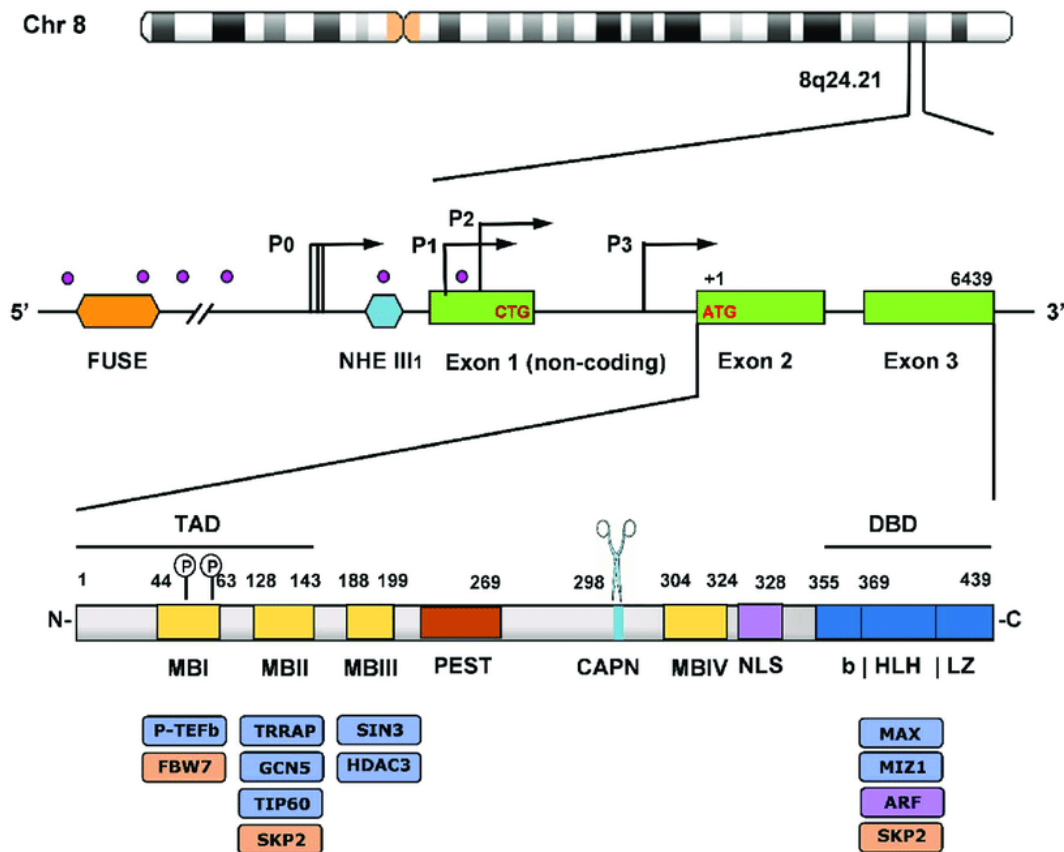 Chr 8
8q24.21
P0
P1
P2
P3
+1
6439
5’
CTG
ATG
3’
FUSE
NHE III1
Exon 1 (non-coding)
Exon 2
Exon 3
TAD
DBD
P P
1 44 63 128 143 188 199 269 298 304 324 328 355 369 439
N-
-C
MBI MBII MBIII PEST CAPN MBIV NLS b | HLH | LZ
P-TEFb TRRAP SIN3 MAX
FBW7 GCN5 HDAC3 MIZ1
TIP60 ARF
SKP2 SKP2